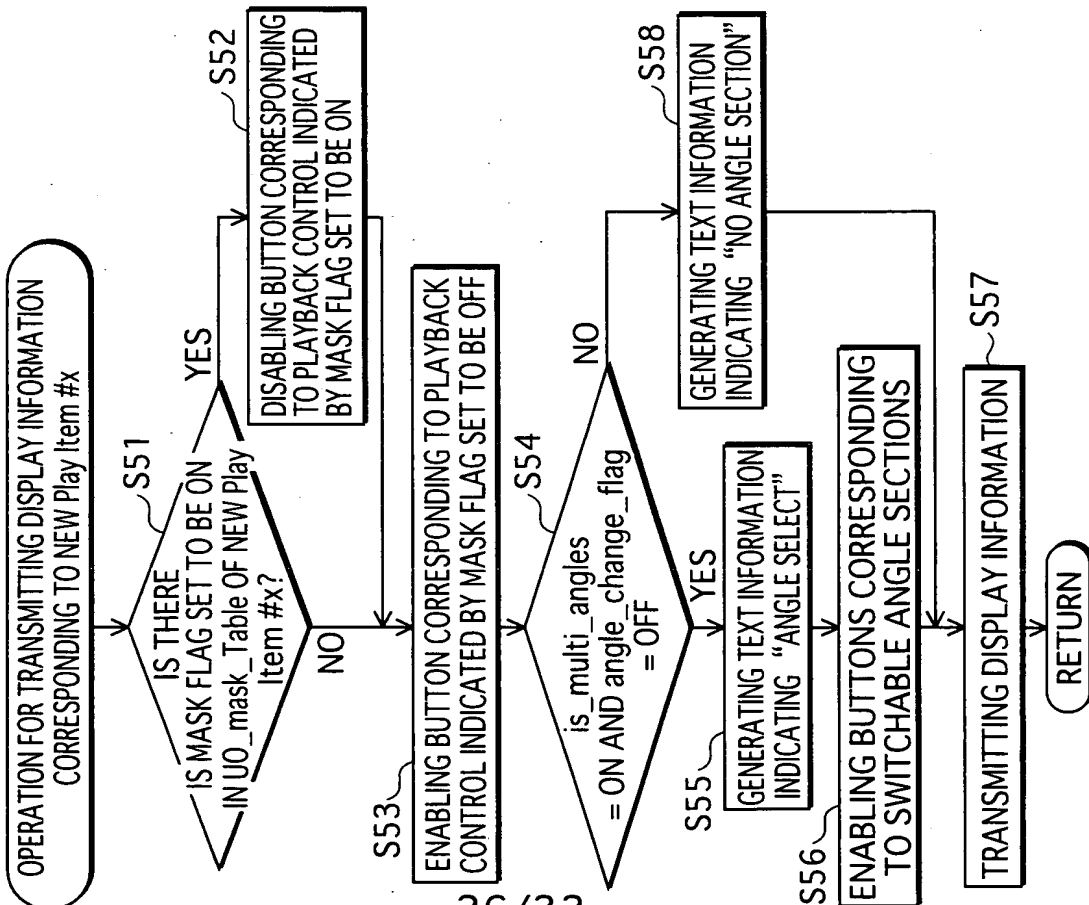 OPERATION FOR TRANSMITTING DISPLAY INFORMATION
CORRESPONDING TO NEW Play Item #x
S51
IS THERE
IS MASK FLAG SET TO BE ON
IN UO_mask_Table OF NEW Play
Item #x?
YES
NO
S52
DISABLING BUTTON CORRESPONDING
TO PLAYBACK CONTROL INDICATED
BY MASK FLAG SET TO BE ON
S53
ENABLING BUTTON CORRESPONDING TO PLAYBACK
CONTROL INDICATED BY MASK FLAG SET TO BE OFF
S54
is_multi_angles
= ON AND angle_change_flag
= OFF
NO
YES
S55
GENERATING TEXT INFORMATION
INDICATING "ANGLE SELECT"
S58
GENERATING TEXT INFORMATION
INDICATING "NO ANGLE SECTION"
S56
ENABLING BUTTONS CORRESPONDING
TO SWITCHABLE ANGLE SECTIONS
S57
TRANSMITTING DISPLAY INFORMATION
RETURN